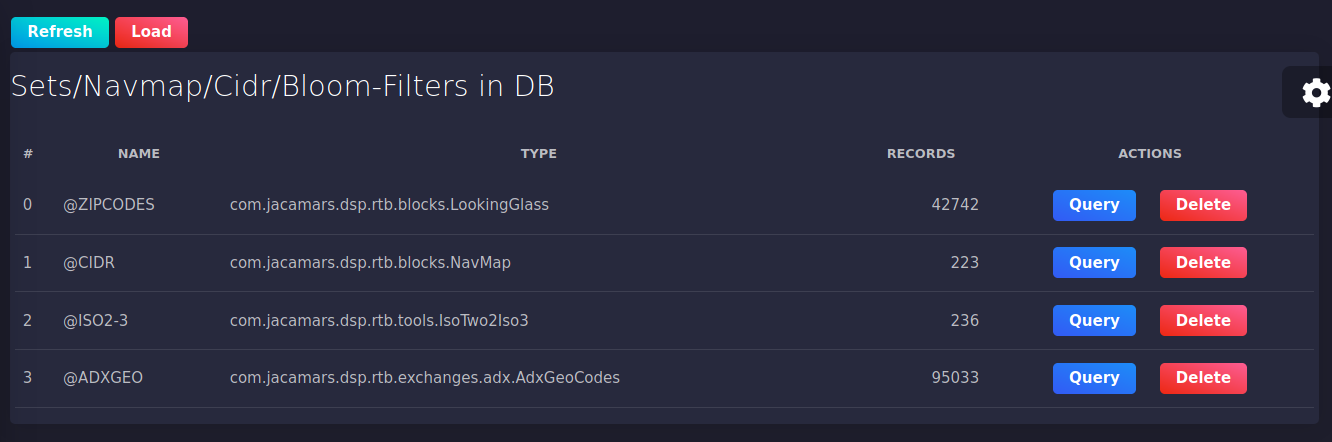 Refresh Load
Sets/Navmap/Cidr/Bloom-Filters in DB
# NAME TYPE RECORDS ACTIONS
0 @ZIPCODES com.jacamars.dsp.rtb.blocks.LookingGlass 42742 Query Delete
1 @CIDR com.jacamars.dsp.rtb.blocks.NavMap 223 Query Delete
2 @ISO2-3 com.jacamars.dsp.rtb.tools.IsoTwo2Iso3 236 Query Delete
3 @ADXGEO com.jacamars.dsp.rtb.exchanges.adx.AdxGeoCodes 95033 Query Delete